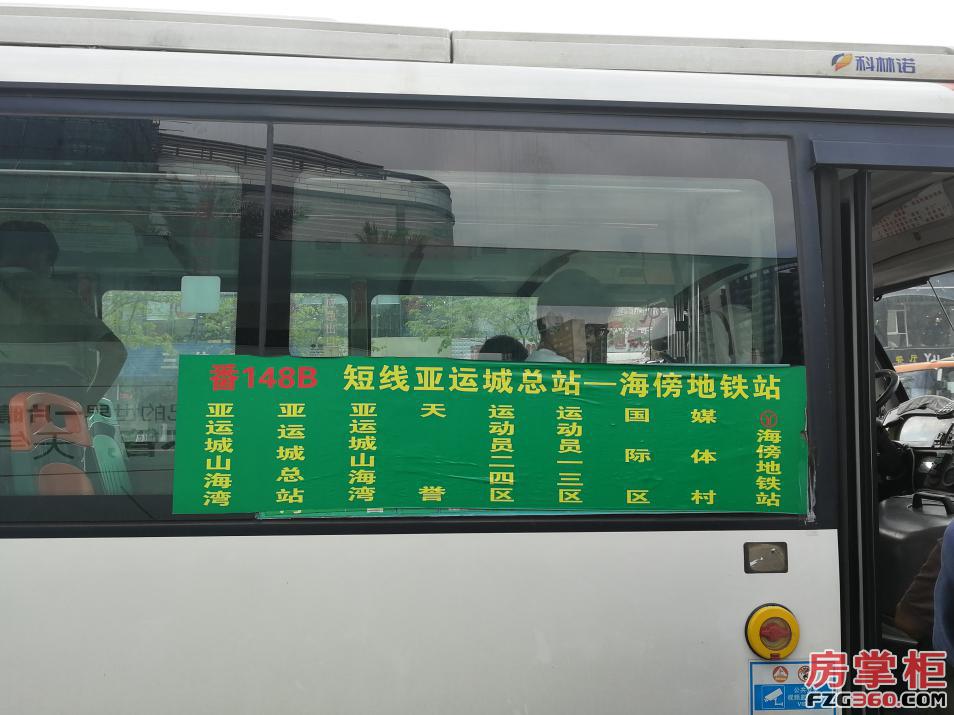 科林诺
番148B 短线亚运城总站—海傍地铁站
亚运城山海湾
亚运城总站
亚运城山海湾
天誉
运动员二四区
运动员一三区
国际区
媒体村
海傍地铁站
房掌柜
FZG360.COM